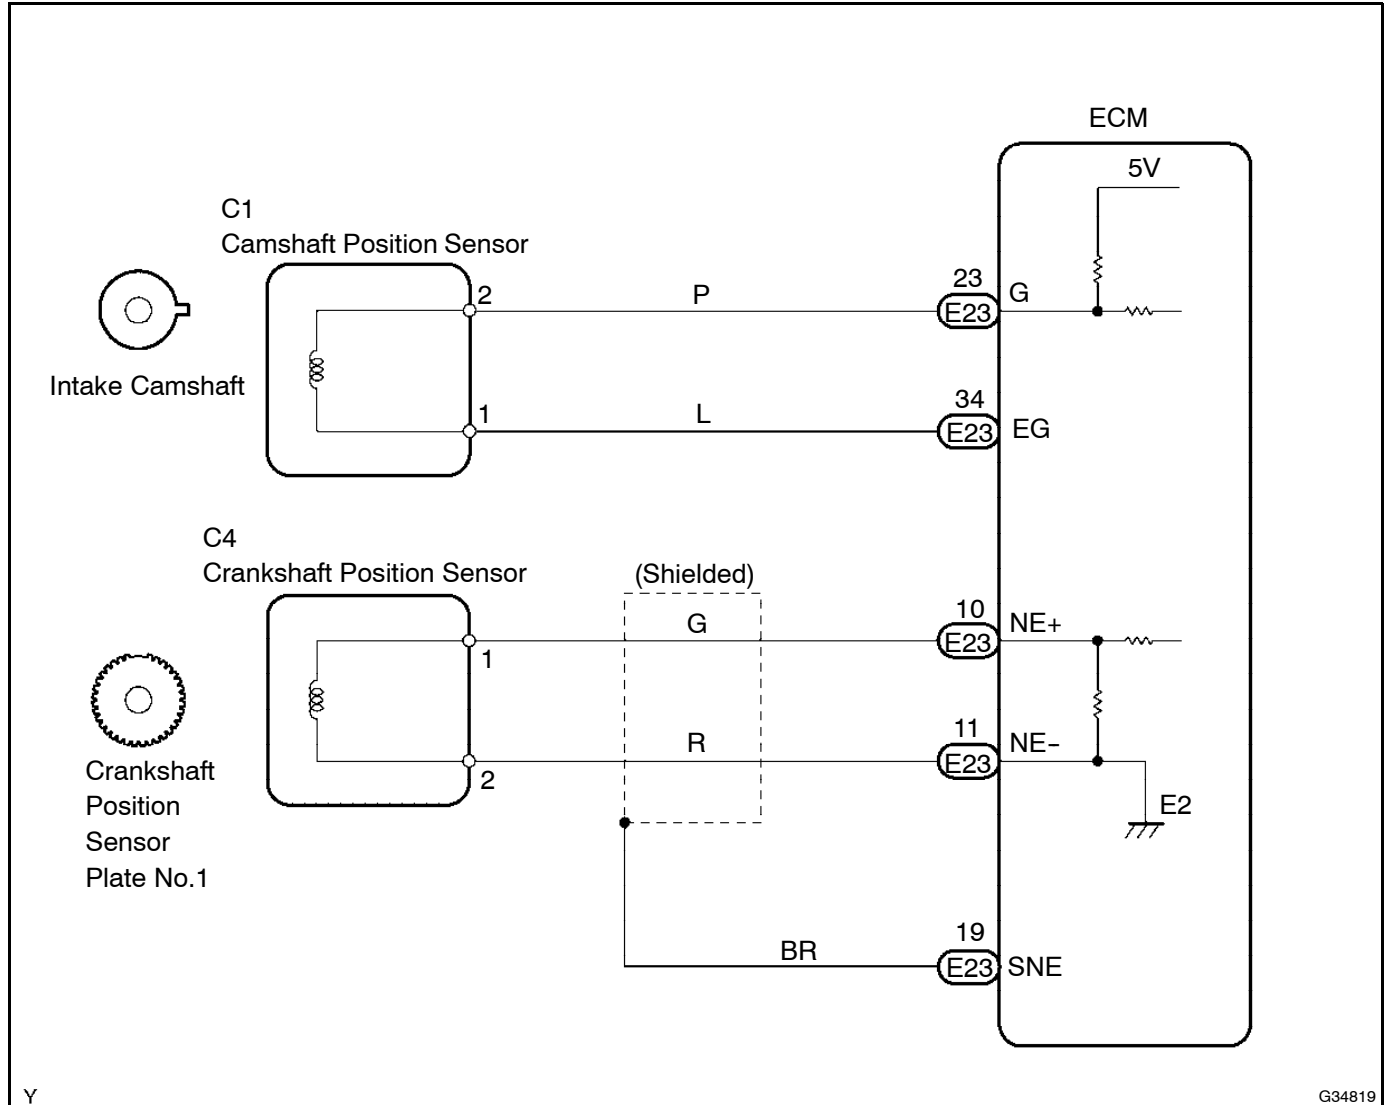 ECM
5V
C1
Camshaft Position Sensor
2
P
23
E23
G
Intake Camshaft
1
L
34
E23
EG
C4
Crankshaft Position Sensor
(Shielded)
1
G
10
E23
NE+
2
R
11
E23
NE-
Crankshaft
Position
Sensor
Plate No.1
E2
BR
19
E23
SNE
Y
G34819